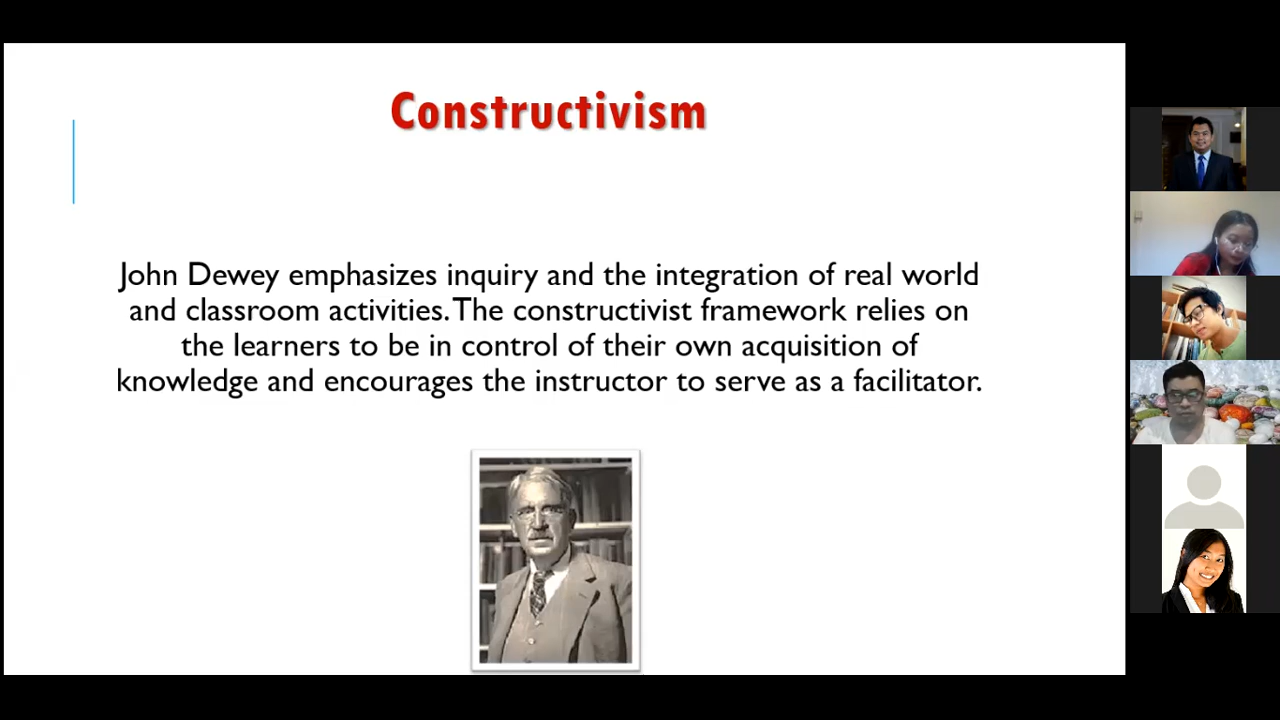 Constructivism
John Dewey emphasizes inquiry and the integration of real world
and classroom activities. The constructivist framework relies on
the learners to be in control of their own acquisition of
knowledge and encourages the instructor to serve as a facilitator.